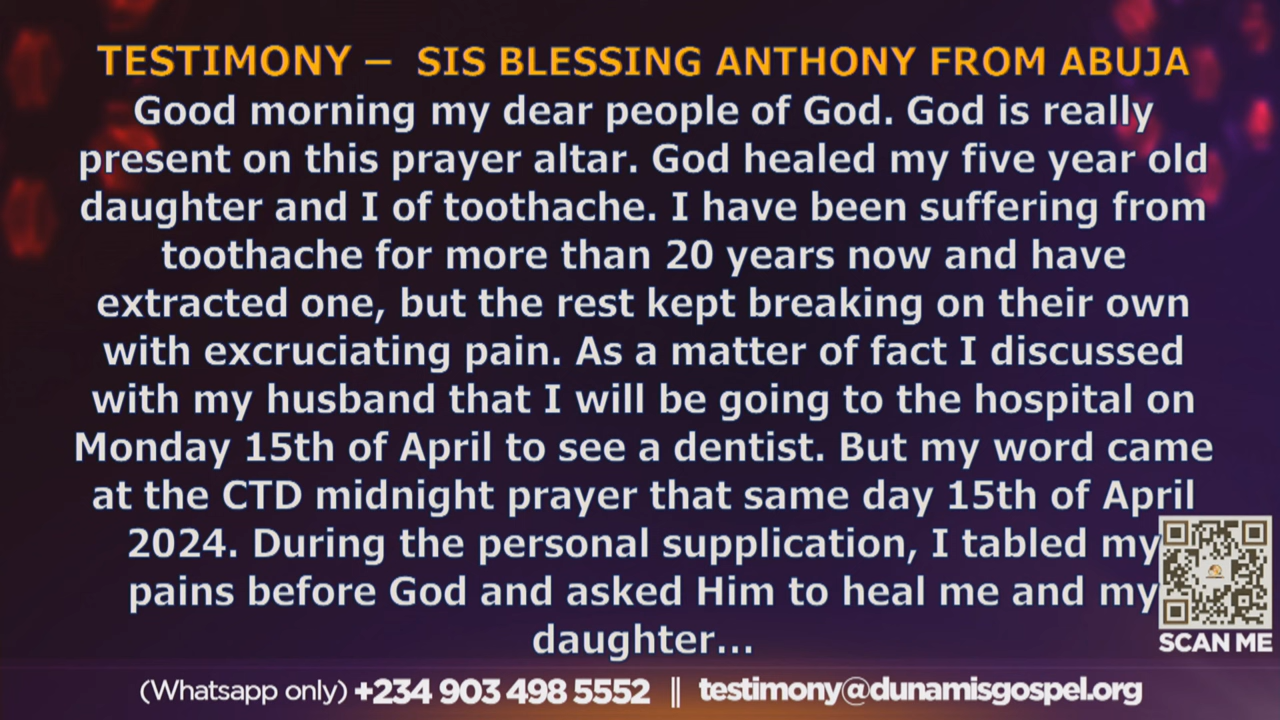 TESTIMONY – SIS BLESSING ANTHONY FROM ABUJA
Good morning my dear people of God. God is really
present on this prayer altar. God healed my five year old
daughter and I of toothache. I have been suffering from
toothache for more than 20 years now and have
extracted one, but the rest kept breaking on their own
with excruciating pain. As a matter of fact I discussed
with my husband that I will be going to the hospital on
Monday 15th of April to see a dentist. But my word came
at the CTD midnight prayer that same day 15th of April
2024. During the personal supplication, I tabled my
pains before God and asked Him to heal me and my
daughter...
SCAN ME
(Whatsapp only) +234 903 498 5552 || testimony@dunamisgospel.org